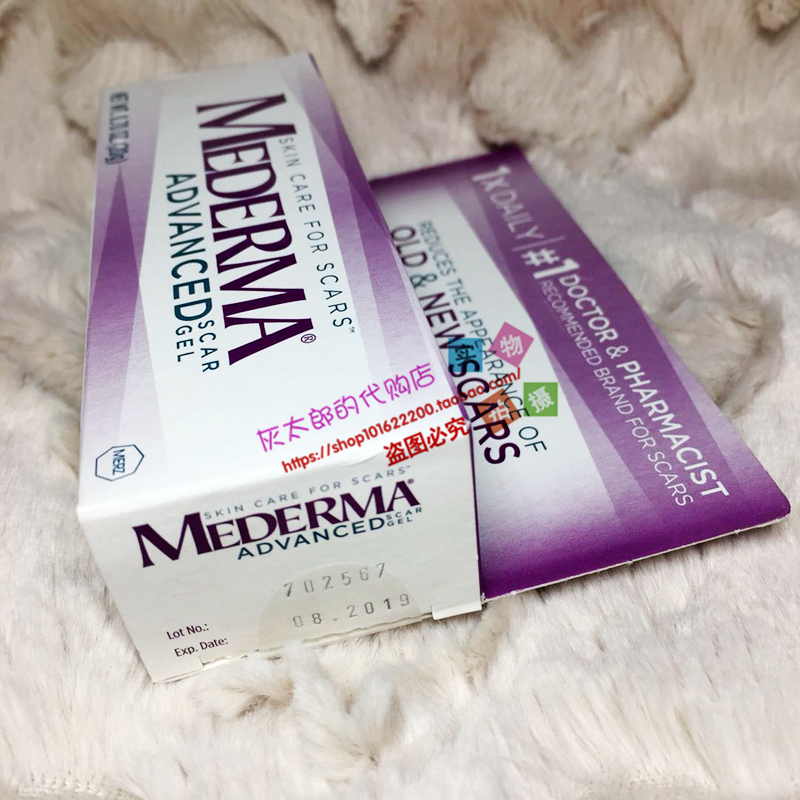 NET WT. 0.70 OZ (20g)
SKIN CARE FOR SCARS™
MEDERMA®
ADVANCED SCAR GEL
MERZ
1X DAILY
#1 DOCTOR & PHARMACIST
RECOMMENDED BRAND FOR SCARS
REDUCES THE APPEARANCE OF
OLD & NEW SCARS
实物
拍摄
灰太郎的代购店
https://shop101622200.taobao.com/
盗图必究
SKIN CARE FOR SCARS™
MEDERMA®
ADVANCED SCAR GEL
702567
Lot No.:
08.2019
Exp. Date: